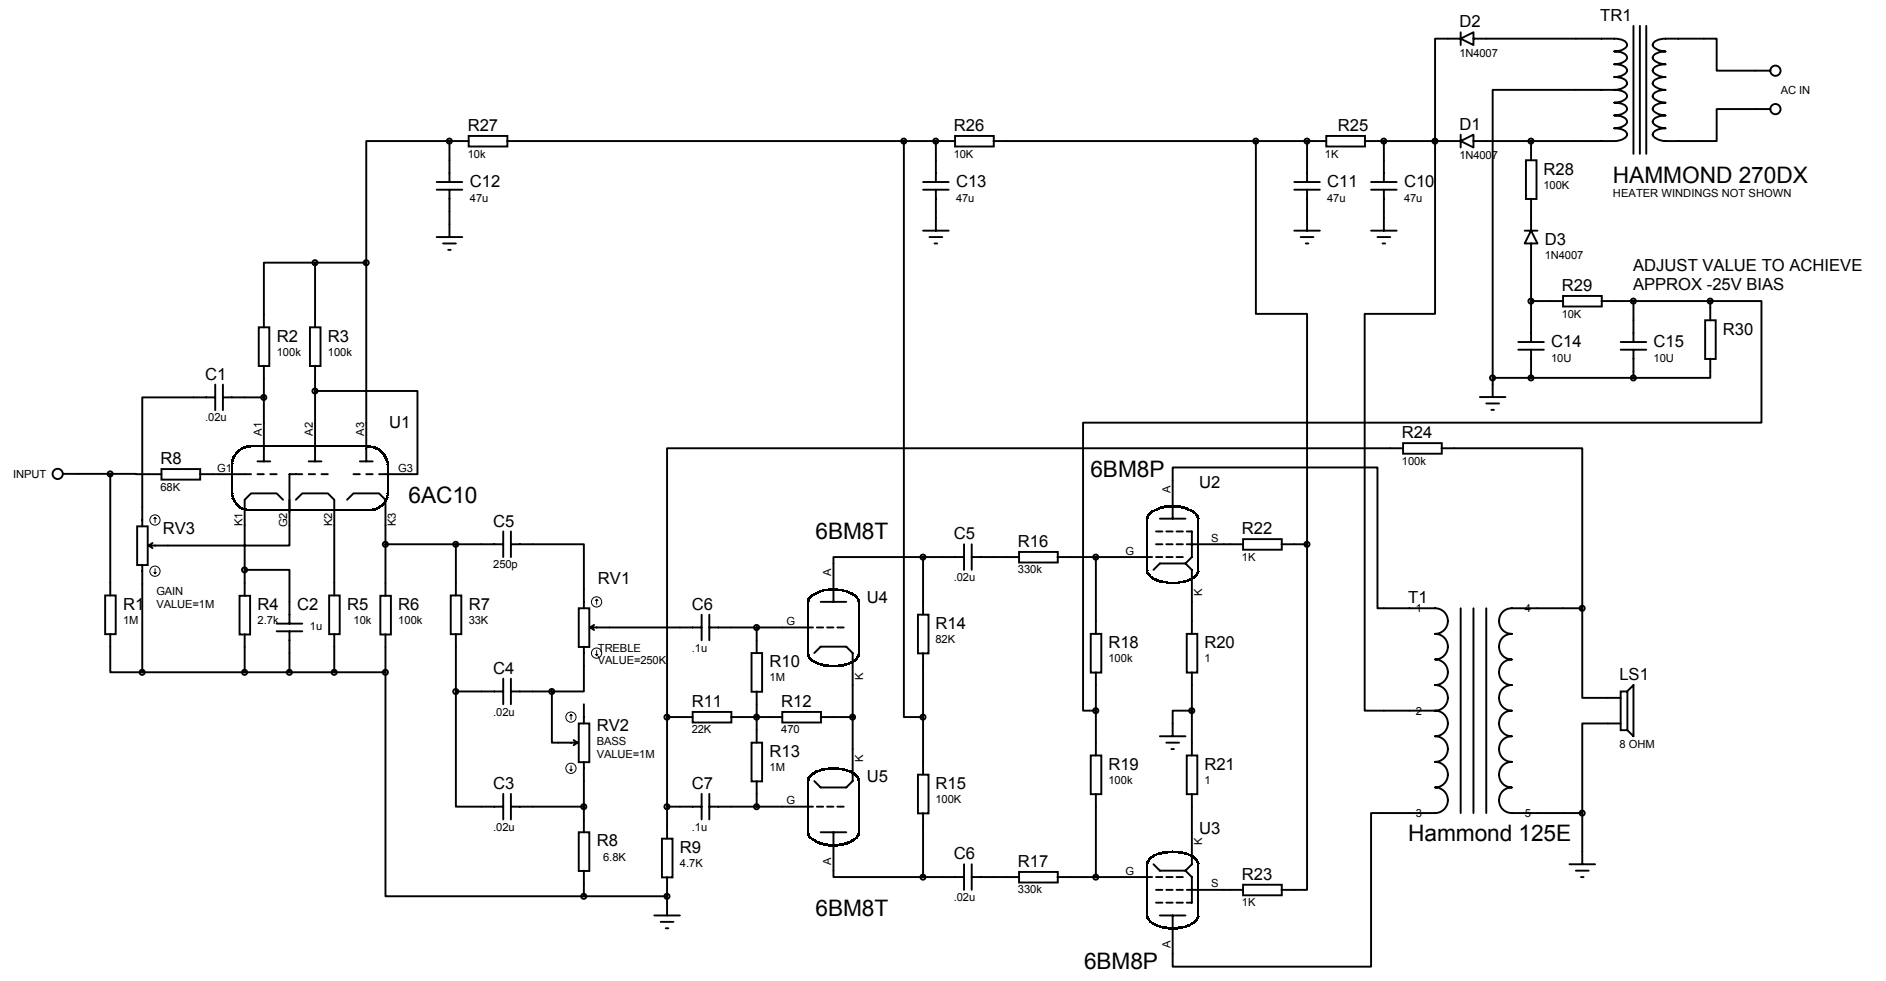 TR1
D2
1N4007
AC IN
D1
1N4007
HAMMOND 270DX
HEATER WINDINGS NOT SHOWN
R27
10k
R26
10K
R25
1K
C12
47u
C13
47u
C11
47u
C10
47u
R28
100K
D3
1N4007
ADJUST VALUE TO ACHIEVE
APPROX -25V BIAS
R29
10K
C14
10U
C15
10U
R30
R2
100k
R3
100k
C1
.02u
U1
A1
A2
A3
INPUT
R8
68K
G1
G3
6AC10
K1
G2
K2
K3
RV3
GAIN
VALUE=1M
R1
1M
R4
2.7k
C2
1u
R5
10k
R6
100k
R7
33K
C5
250p
RV1
TREBLE
VALUE=250K
C4
.02u
RV2
BASS
VALUE=1M
C3
.02u
R8
6.8K
R9
4.7K
C6
.1u
R10
1M
R11
22K
R12
470
R13
1M
C7
.1u
6BM8T
U4
A
G
K
U5
K
G
A
6BM8T
R14
82K
R15
100K
C5
.02u
R16
330k
C6
.02u
R17
330k
R18
100k
R19
100k
6BM8P
U2
A
G
S
K
R22
1K
R20
1
R21
1
U3
K
G
S
A
R23
1K
6BM8P
R24
100k
T1
1
2
3
4
5
Hammond 125E
LS1
8 OHM